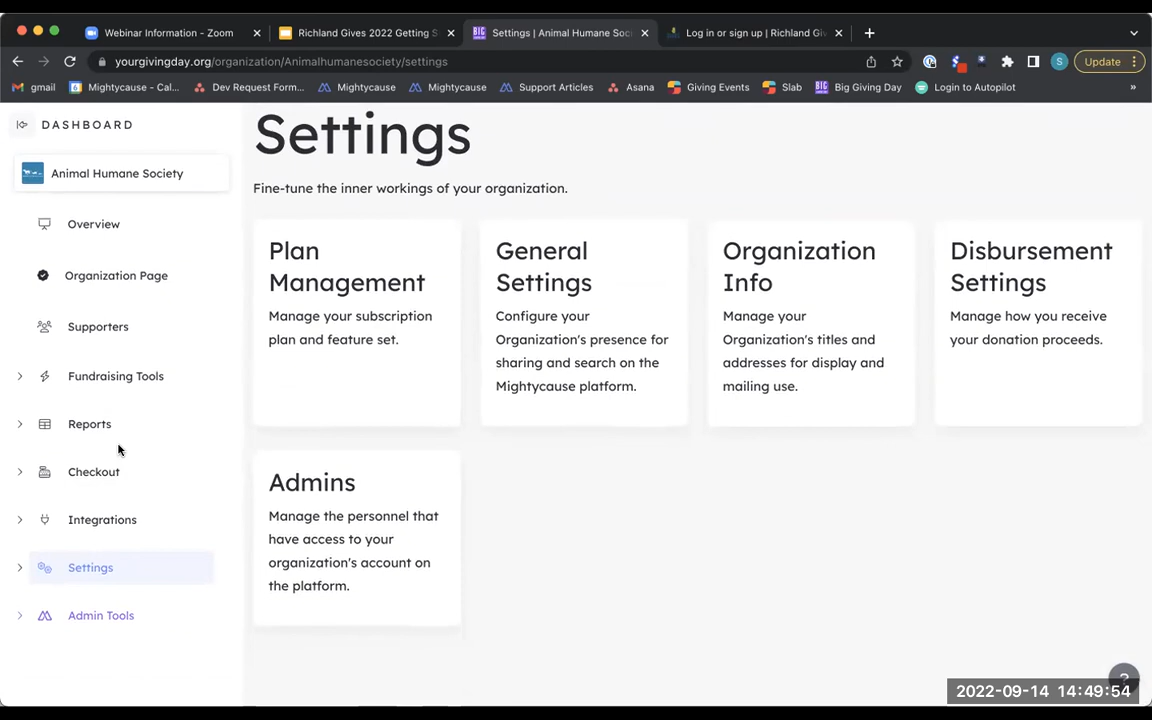 Webinar Information - Zoom
Richland Gives 2022 Getting S
Settings | Animal Humane Soci
Log in or sign up | Richland Giv
yourgivingday.org/organization/Animalhumanesociety/settings
S
Update
gmail
Mightycause - Cal...
Dev Request Form...
Mightycause
Mightycause
Support Articles
Asana
Giving Events
Slab
BIG
Big Giving Day
Login to Autopilot
»
DASHBOARD
Animal Humane Society
Overview
Organization Page
Supporters
Fundraising Tools
Reports
Checkout
Integrations
Settings
Admin Tools
Settings
Fine-tune the inner workings of your organization.
Plan
Management
Manage your subscription
plan and feature set.
General
Settings
Configure your
Organization's presence for
sharing and search on the
Mightycause platform.
Organization
Info
Manage your
Organization's titles and
addresses for display and
mailing use.
Disbursement
Settings
Manage how you receive
your donation proceeds.
Admins
Manage the personnel that
have access to your
organization's account on
the platform.
?
2022-09-14 14:49:54